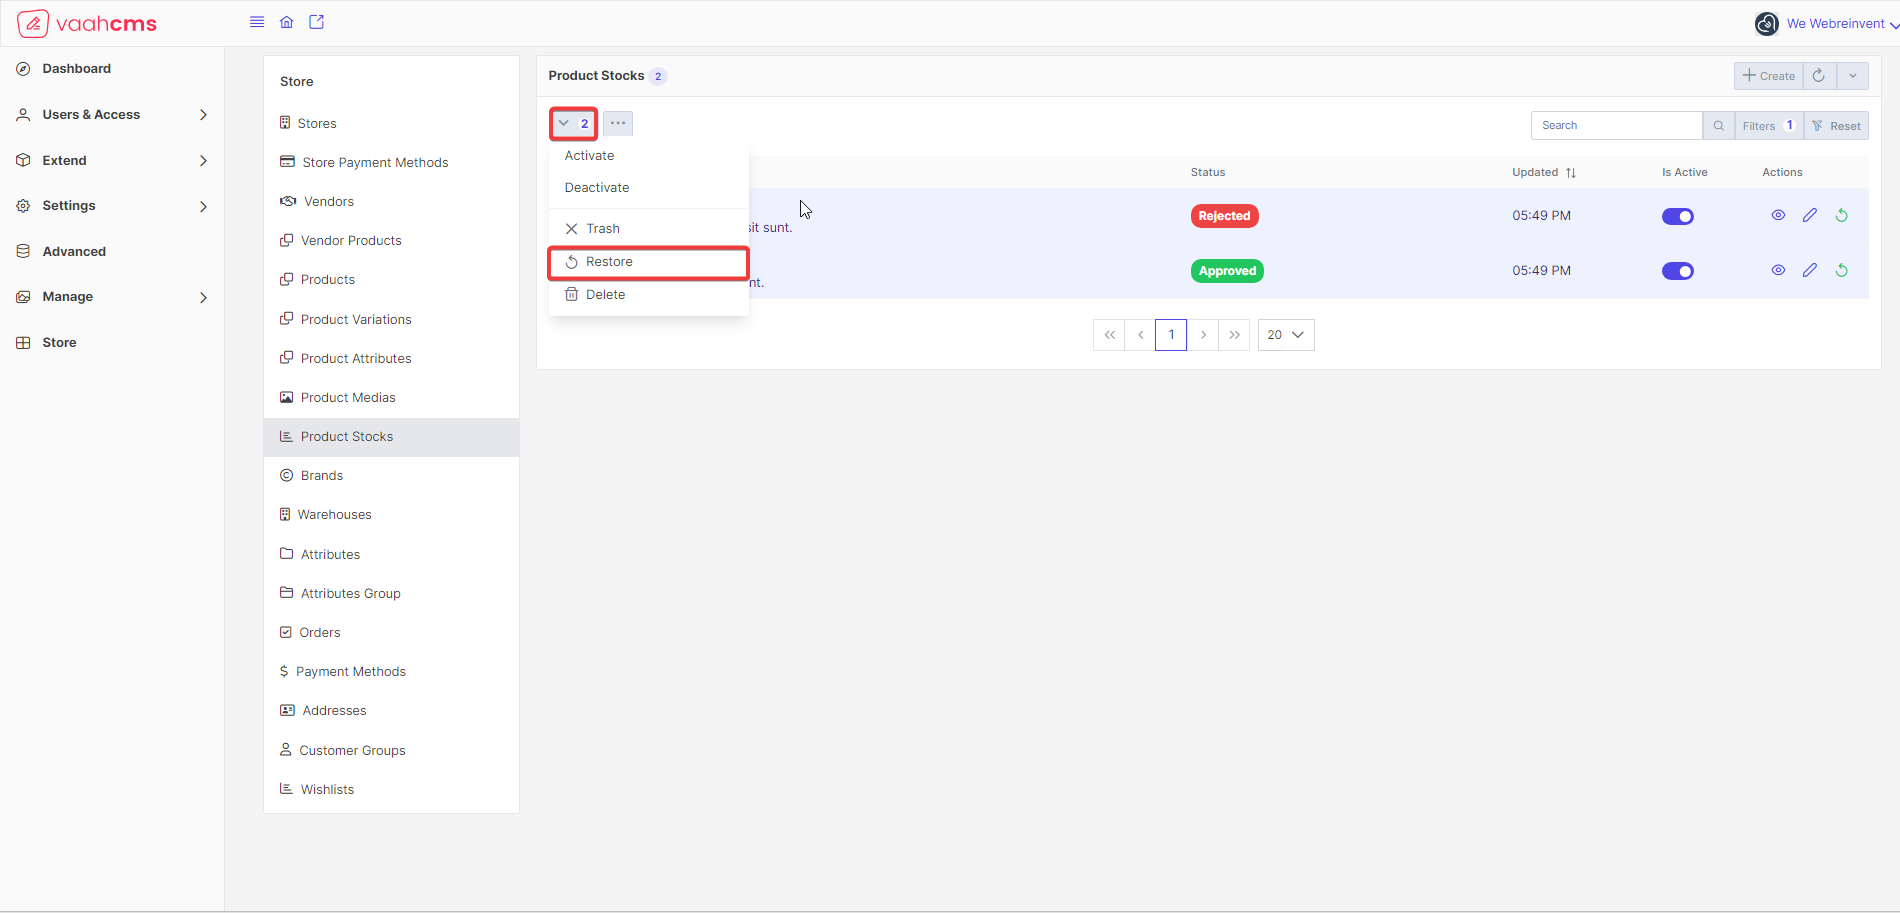 vaahcms
We Webreinvent
Dashboard
Users & Access
Extend
Settings
Advanced
Manage
Store
Store
Stores
Store Payment Methods
Vendors
Vendor Products
Products
Product Variations
Product Attributes
Product Medias
Product Stocks
Brands
Warehouses
Attributes
Attributes Group
Orders
Payment Methods
Addresses
Customer Groups
Wishlists
Product Stocks 2
Create
2
Search
Filters 1
Reset
Activate
Deactivate
Trash
Restore
Delete
Status Updated Is Active Actions
sit sunt. Rejected 05:49 PM
nt. Approved 05:49 PM
1 20